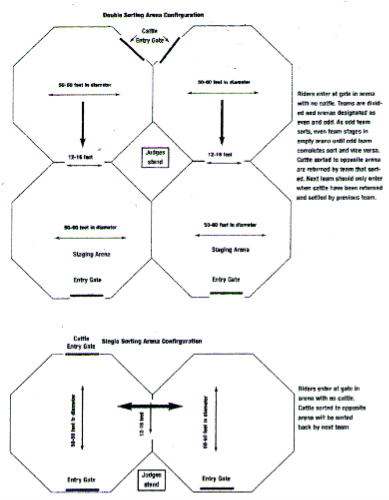 Double Sorting Arena Confirguration
Cattle
Entry Gate
50-60 feet in diameter
50-60 feet in diameter
12-16 feet
Judges
stend
12-16 feet
Riders enter at gate in arena
with no cattle. Teams are divid-
ed and arenas designated as
even and odd. As odd team
sorts, even team stages in
empty arena until odd team
completes sort and vice versa.
Cattle sorted to opposite arena
are returned by team that sort-
ed. Next team should only enter
when cattle have been returned
and settled by previous team.
50-60 feet in diameter
50-60 feet in diameter
Staging Arena
Staging Arena
Entry Gate
Entry Gate
Cattle
Entry Gate
Single Sorting Arena Confirguration
50-60 feet in diameter
12-16 feet
50-60 feet in diameter
Riders enter at gate in
arena with no cattle.
Cattle sorted to opposite
arena will be sorted
back by next team
Entry Gate
Judges
stend
Entry Gate